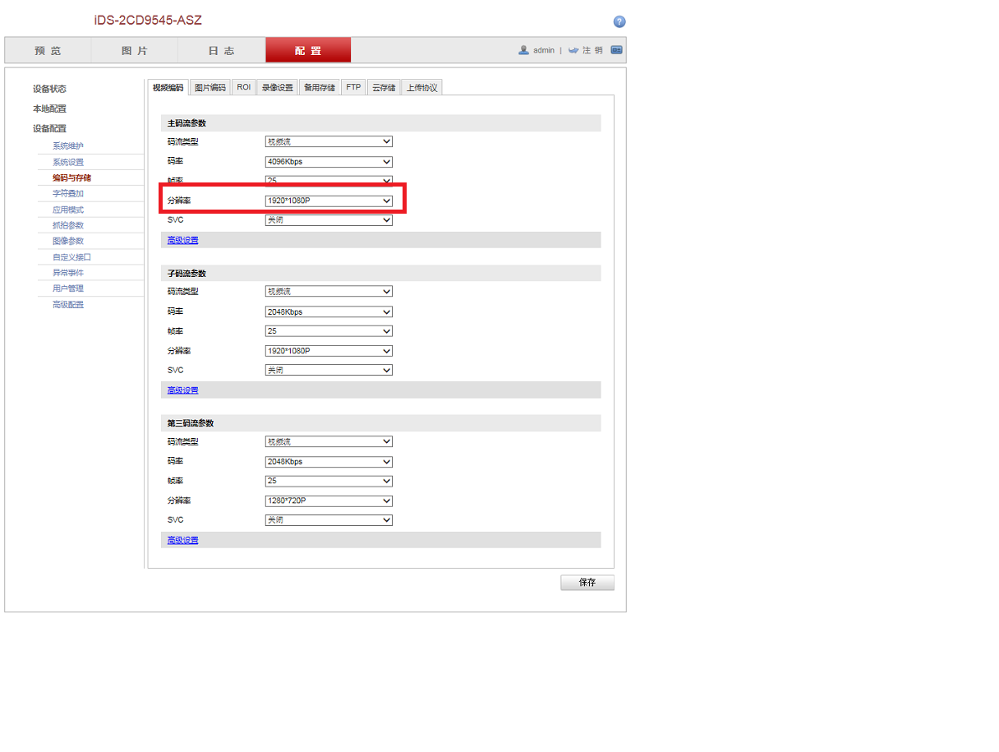 iDS-2CD9545-ASZ
?
预 览 图 片 日 志 配 置 admin | 注 销
设备状态
本地配置
设备配置
系统维护
系统设置
编码与存储
字符叠加
应用模式
抓拍参数
图像参数
自定义接口
异常事件
用户管理
高级配置
视频编码 图片编码 ROI 录像设置 备用存储 FTP 云存储 上传协议
主码流参数
码流类型 视频流
码率 4096Kbps
帧率 25
分辨率 1920*1080P
SVC 关闭
高级设置
子码流参数
码流类型 视频流
码率 2048Kbps
帧率 25
分辨率 1920*1080P
SVC 关闭
高级设置
第三码流参数
码流类型 视频流
码率 2048Kbps
帧率 25
分辨率 1280*720P
SVC 关闭
高级设置
保存